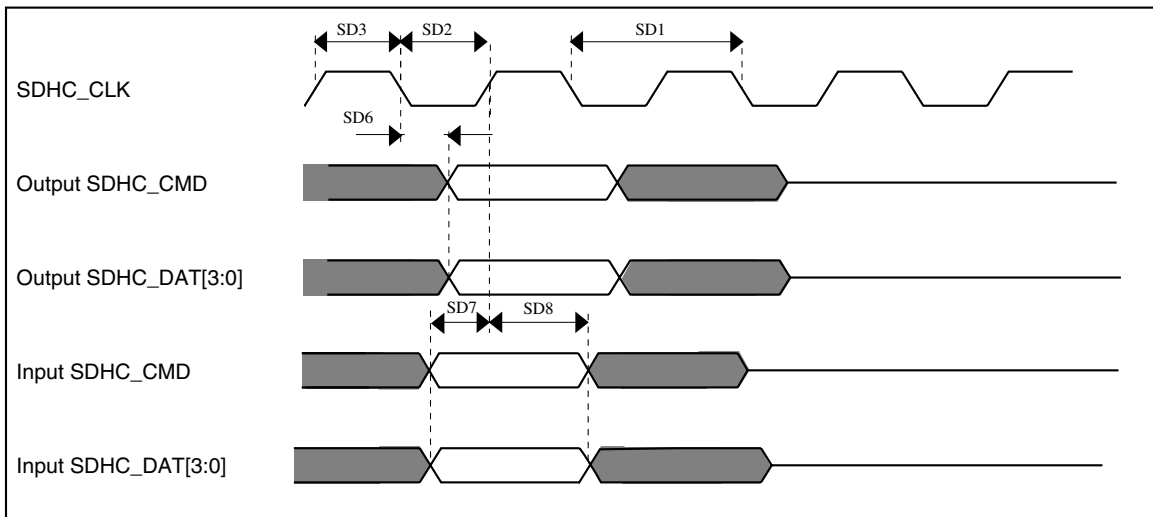 SD3
SD2
SD1
SDHC_CLK
SD6
Output SDHC_CMD
Output SDHC_DAT[3:0]
SD7
SD8
Input SDHC_CMD
Input SDHC_DAT[3:0]